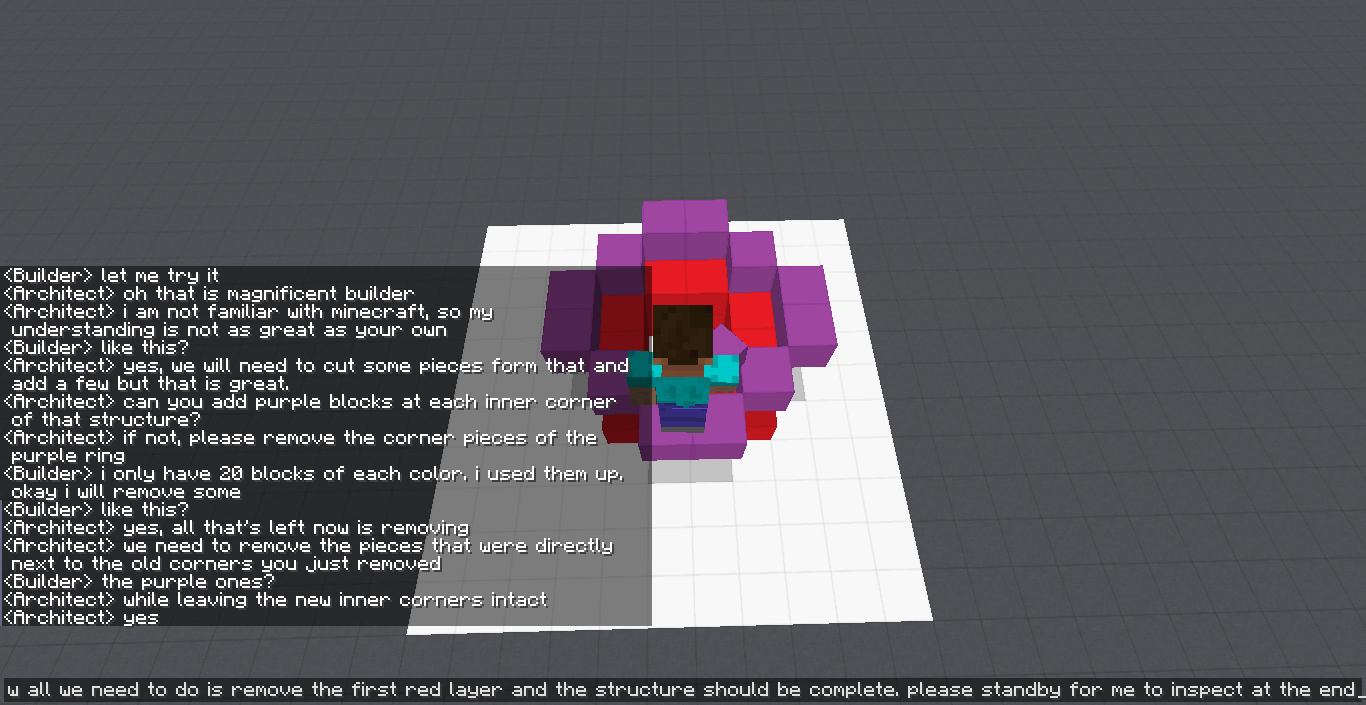 <Builder> let me try it
<Architect> oh that is magnificent builder
<Architect> i am not familiar with minecraft, so my
understanding is not as great as your own
<Builder> like this?
<Architect> yes, we will need to cut some pieces form that and
add a few but that is great.
<Architect> can you add purple blocks at each inner corner
of that structure?
<Architect> if not, please remove the corner pieces of the
purple ring
<Builder> i only have 20 blocks of each color. i used them up.
okay i will remove some
<Builder> like this?
<Architect> yes, all that's left now is removing
<Architect> we need to remove the pieces that were directly
next to the old corners you just removed
<Builder> the purple ones?
<Architect> while leaving the new inner corners intact
<Architect> yes
w all we need to do is remove the first red layer and the structure should be complete. please standby for me to inspect at the end_